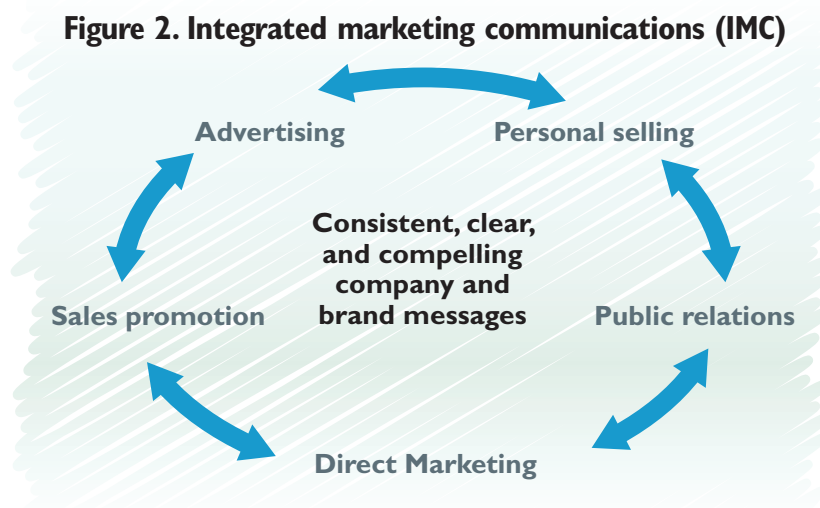 Figure 2. Integrated marketing communications (IMC)
Advertising
Personal selling
Consistent, clear,
and compelling
company and
brand messages
Sales promotion
Public relations
Direct Marketing